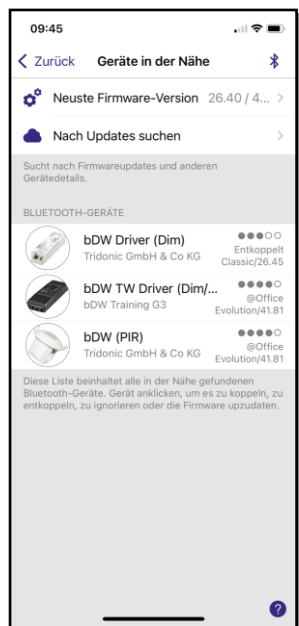 09:45
Zurück Geräte in der Nähe
Neuste Firmware-Version 26.40 / 4...
Nach Updates suchen
Sucht nach Firmwareupdates und anderen
Gerätedetails.
BLUETOOTH-GERÄTE
bDW Driver (Dim)
Tridonic GmbH & Co KG
Entkoppelt
Classic/26.45
bDW TW Driver (Dim/...
bDW Training G3
@Office
Evolution/41.81
bDW (PIR)
Tridonic GmbH & Co KG
@Office
Evolution/41.81
Diese Liste beinhaltet alle in der Nähe gefundenen
Bluetooth-Geräte. Gerät anklicken, um es zu koppeln, zu
entkoppeln, zu ignorieren oder die Firmware upzudaten.
?